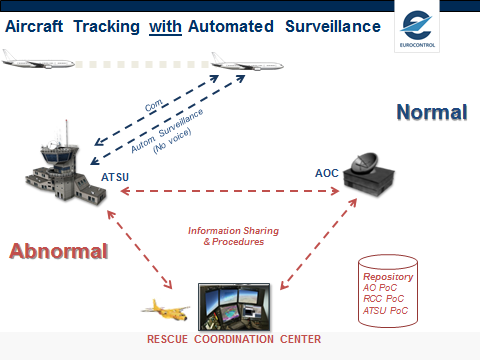 Aircraft Tracking with Automated Surveillance
EUROCONTROL
Com
Autom Surveillance
(No voice)
Normal
ATSU
AOC
Information Sharing
& Procedures
Abnormal
Repository
AO PoC
RCC PoC
ATSU PoC
RESCUE COORDINATION CENTER